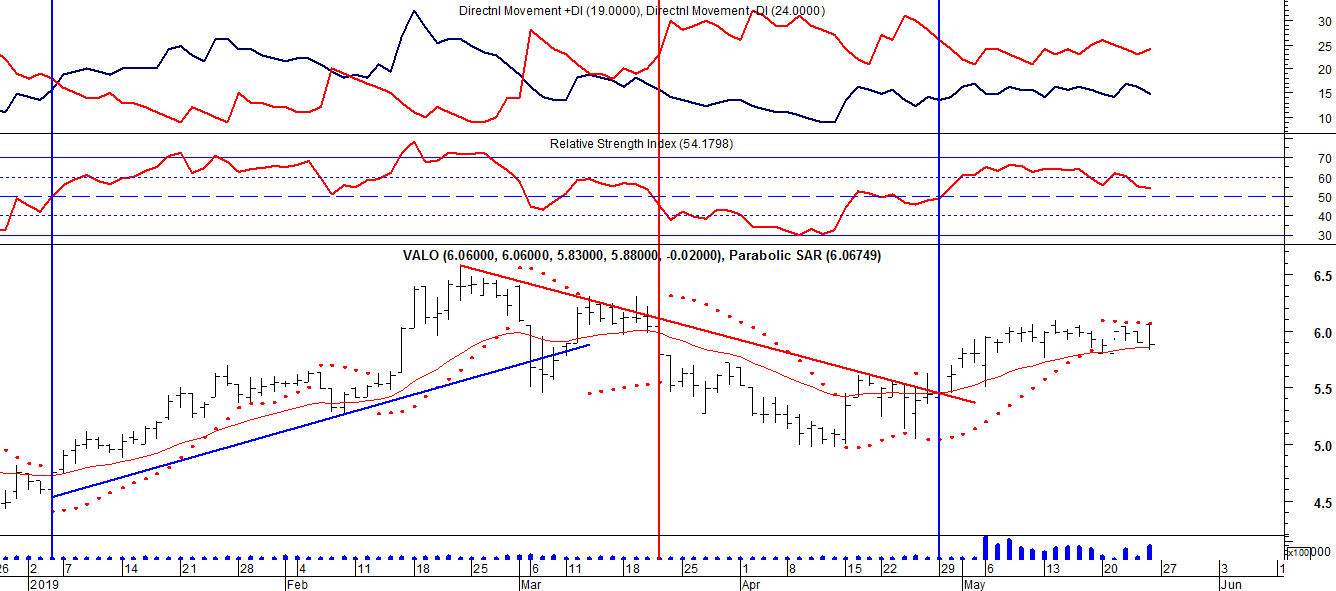 Directnl Movement +DI (19.0000), Directnl Movement -DI (24.0000)
30
25
20
15
10
Relative Strength Index (54.1798)
70
60
50
40
30
VALO (6.06000, 6.06000, 5.83000, 5.88000, -0.02000), Parabolic SAR (6.06749)
6.5
6.0
5.5
5.0
4.5
x100
000
26 2 7 14 21 28 4 11 18 25 6 11 18 25 1 8 15 22 29 6 13 20 27 3 1
2019 Feb Mar Apr May Jun